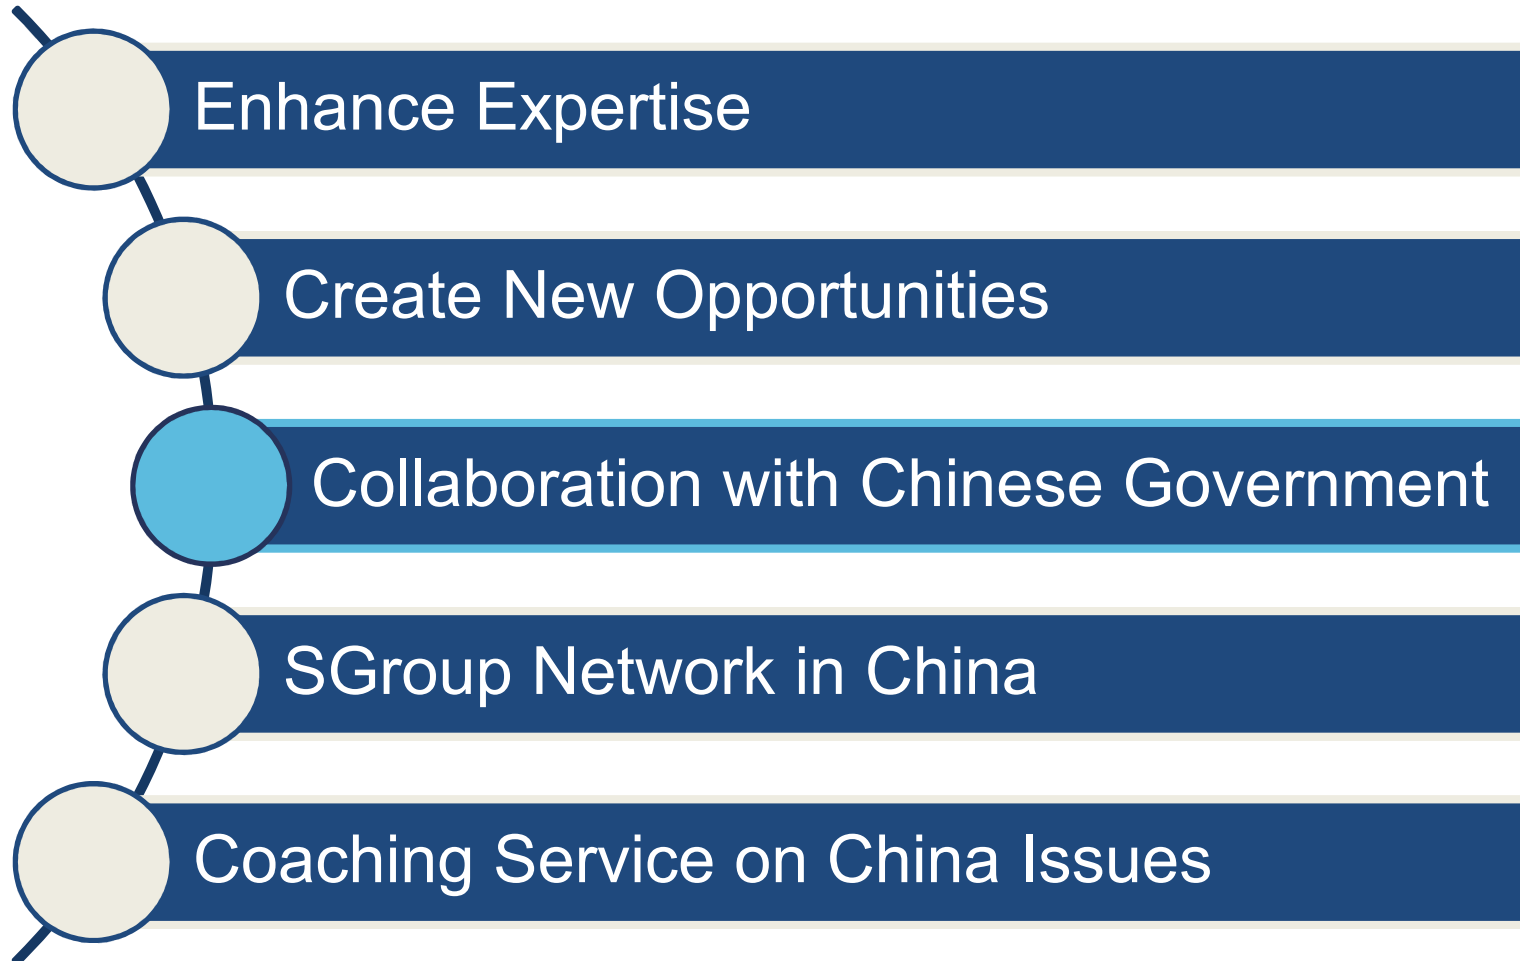 Enhance Expertise
Create New Opportunities
Collaboration with Chinese Government
SGroup Network in China
Coaching Service on China Issues